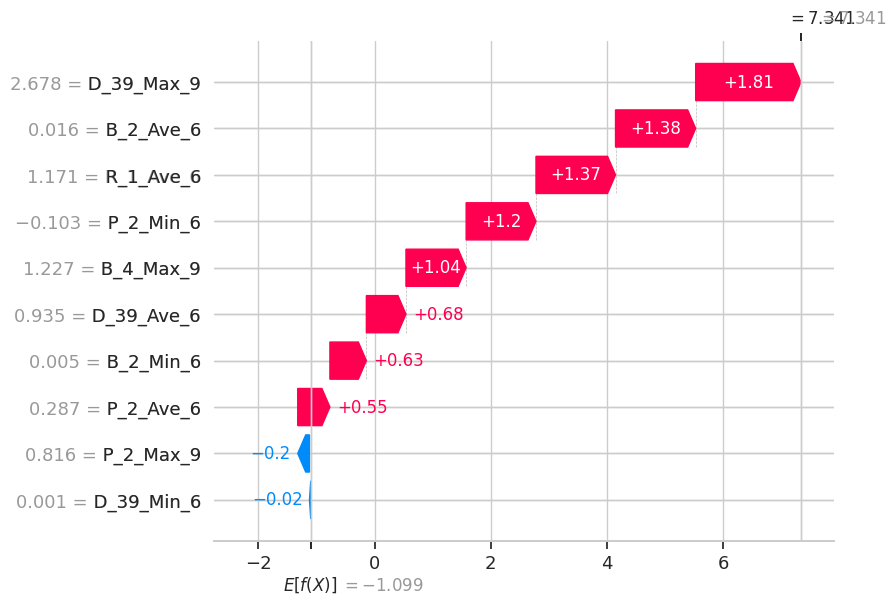 = 7.341 = 7.341
2.678 = D_39_Max_9 +1.81
0.016 = B_2_Ave_6 +1.38
1.171 = R_1_Ave_6 +1.37
−0.103 = P_2_Min_6 +1.2
1.227 = B_4_Max_9 +1.04
0.935 = D_39_Ave_6 +0.68
0.005 = B_2_Min_6 +0.63
0.287 = P_2_Ave_6 +0.55
0.816 = P_2_Max_9 −0.2
0.001 = D_39_Min_6 −0.02
−2 0 2 4 6
E[f(X)] = −1.099